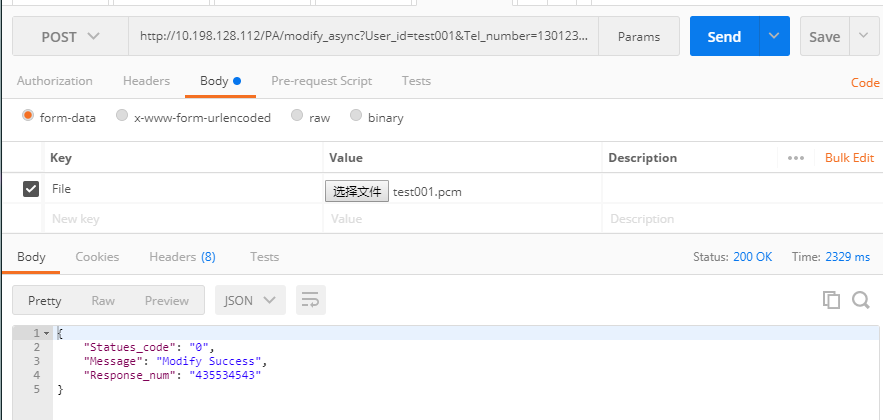 POST http://10.198.128.112/PA/modify_async?User_id=test001&Tel_number=130123... Params Send Save
Authorization Headers Body Pre-request Script Tests Code
form-data x-www-form-urlencoded raw binary
Key Value Description ••• Bulk Edit
File 选择文件 test001.pcm
New key Value Description
Body Cookies Headers (8) Tests Status: 200 OK Time: 2329 ms
Pretty Raw Preview JSON
1 {
2 "Statues_code": "0",
3 "Message": "Modify Success",
4 "Response_num": "435534543"
5 }